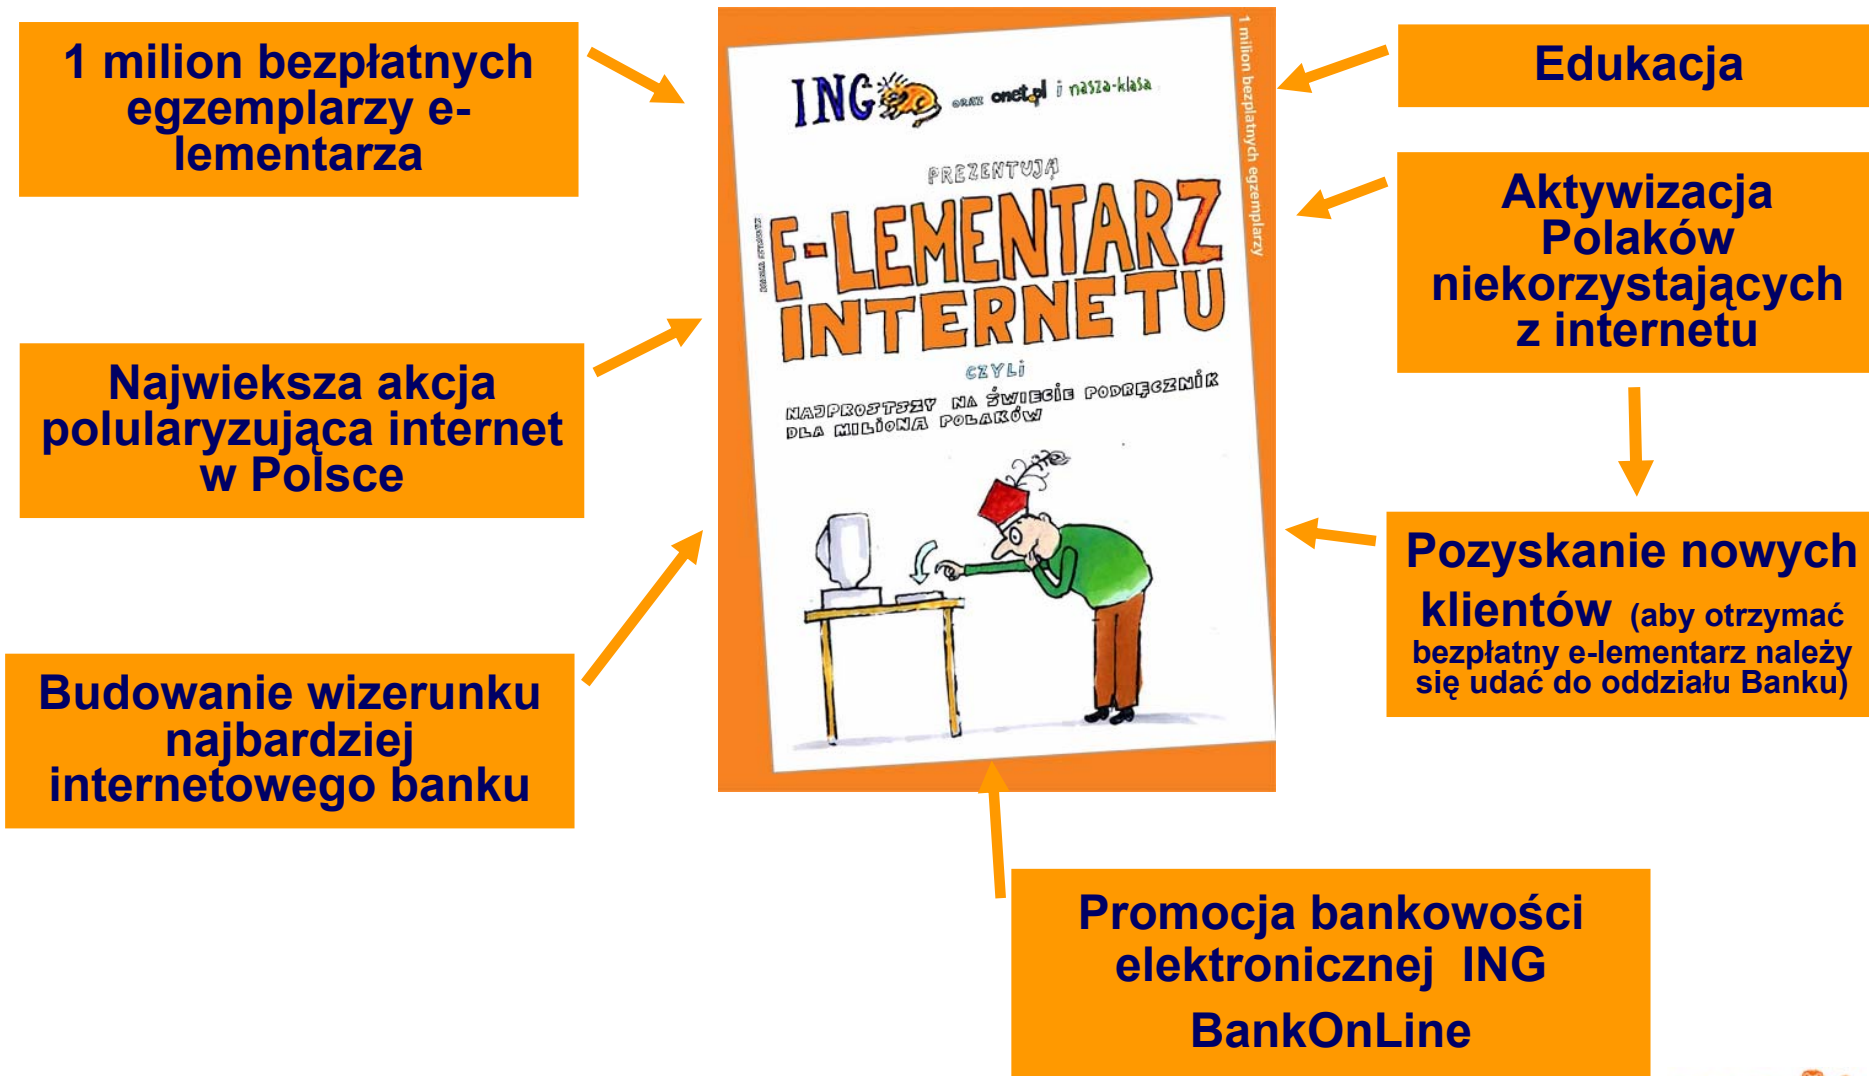 1 milion bezpłatnych
egzemplarzy e-
lementarza
Najwieksza akcja
polularyzująca internet
w Polsce
Budowanie wizerunku
najbardziej
internetowego banku
1 milion bezpłatnych egzemplarzy
ING oraz onet.pl i nasza-klasa
PREZENTUJĄ
E-LEMENTARZ
INTERNETU
CZYLI
NAJPROSTSZY NA ŚWIECIE PODRĘCZNIK
DLA MILIONA POLAKÓW
Edukacja
Aktywizacja
Polaków
niekorzystających
z internetu
Pozyskanie nowych
klientów (aby otrzymać
bezpłatny e-lementarz należy
się udać do oddziału Banku)
Promocja bankowości
elektronicznej ING
BankOnLine